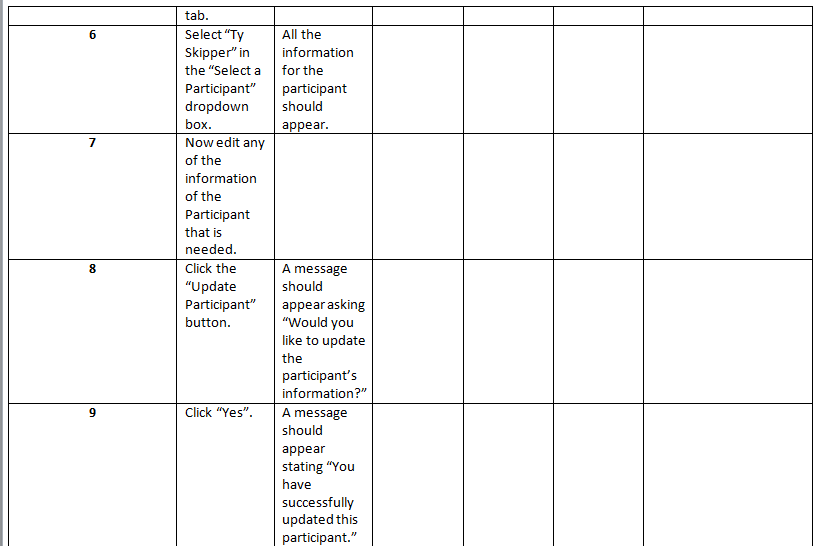 tab.
6
Select “Ty
Skipper” in
the “Select a
Participant”
dropdown
box.
All the
information
for the
participant
should
appear.
7
Now edit any
of the
information
of the
Participant
that is
needed.
8
Click the
“Update
Participant”
button.
A message
should
appear asking
“Would you
like to update
the
participant’s
information?”
9
Click “Yes”.
A message
should
appear
stating “You
have
successfully
updated this
participant.”